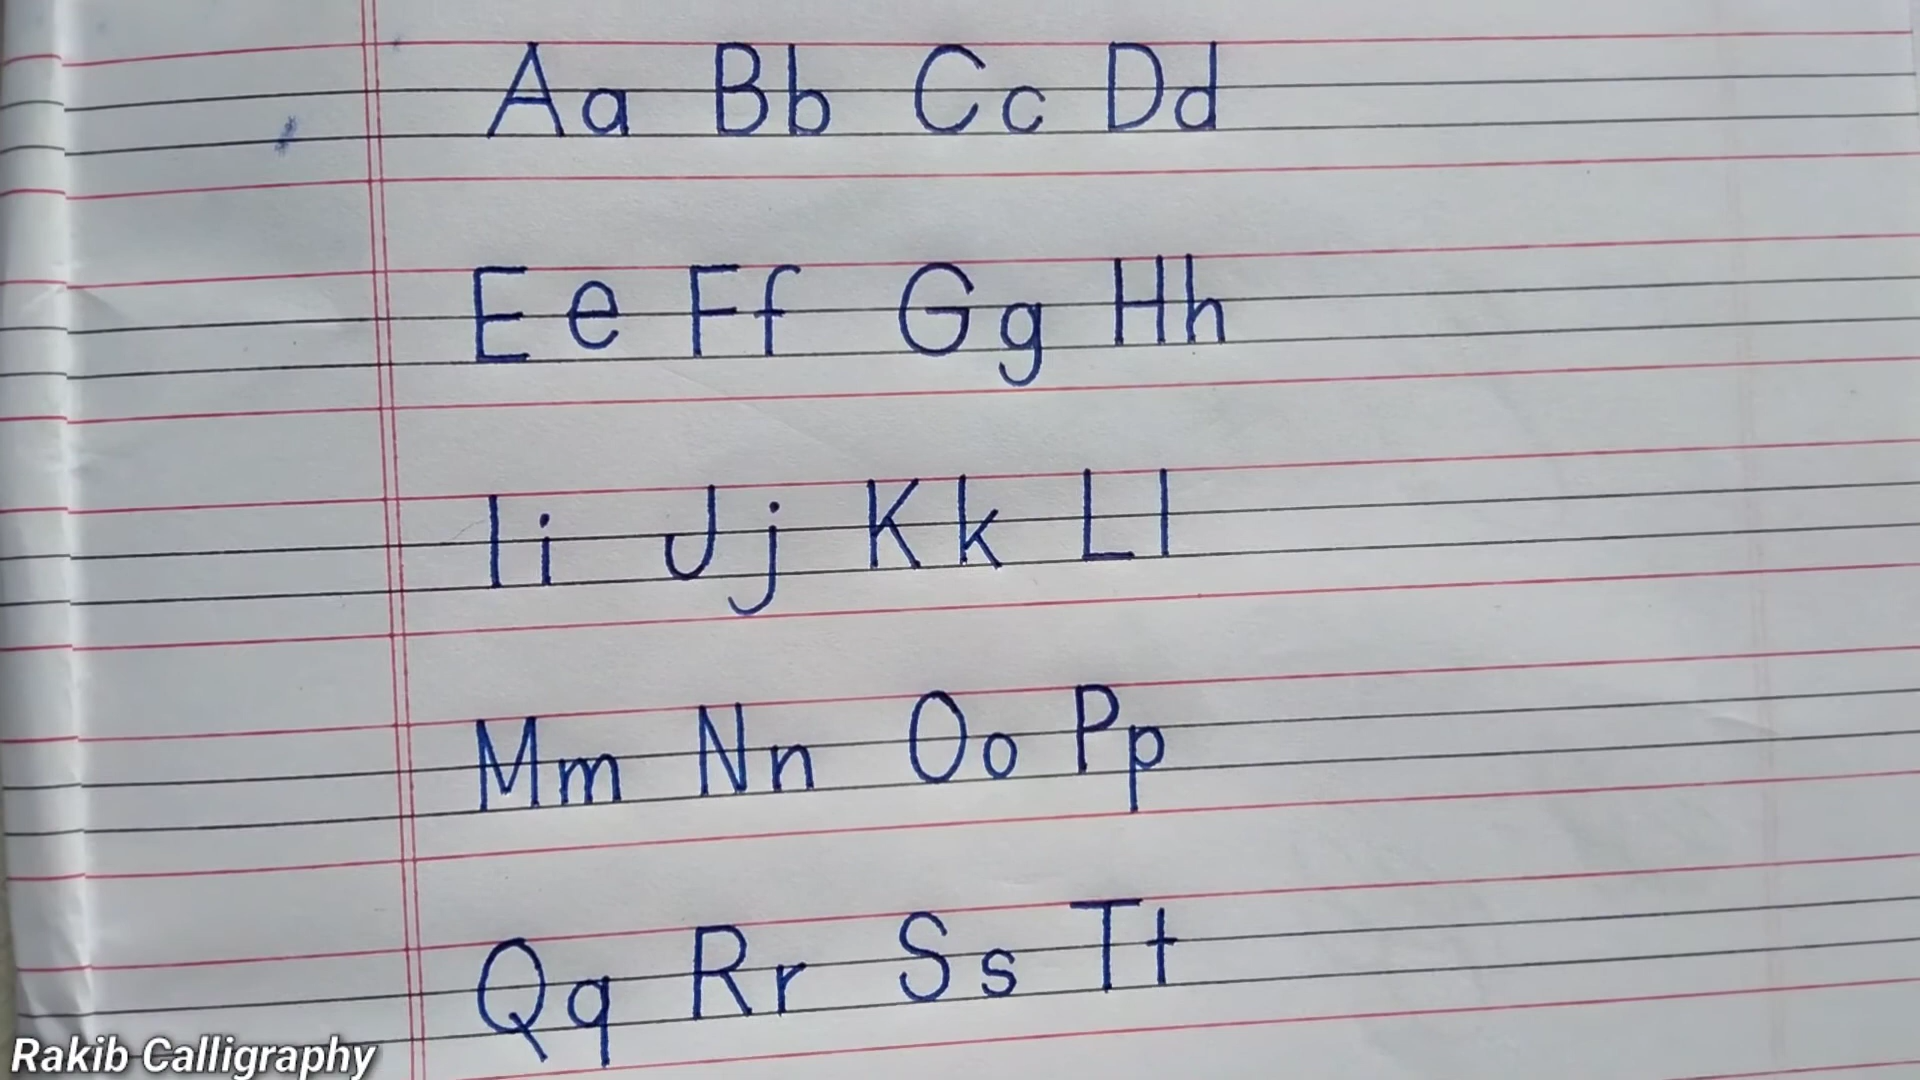 Aa Bb Cc Dd
Ee Ff Gg Hh
Ii Jj Kk Ll
Mm Nn Oo Pp
Qq Rr Ss Tt
Rakib Calligraphy